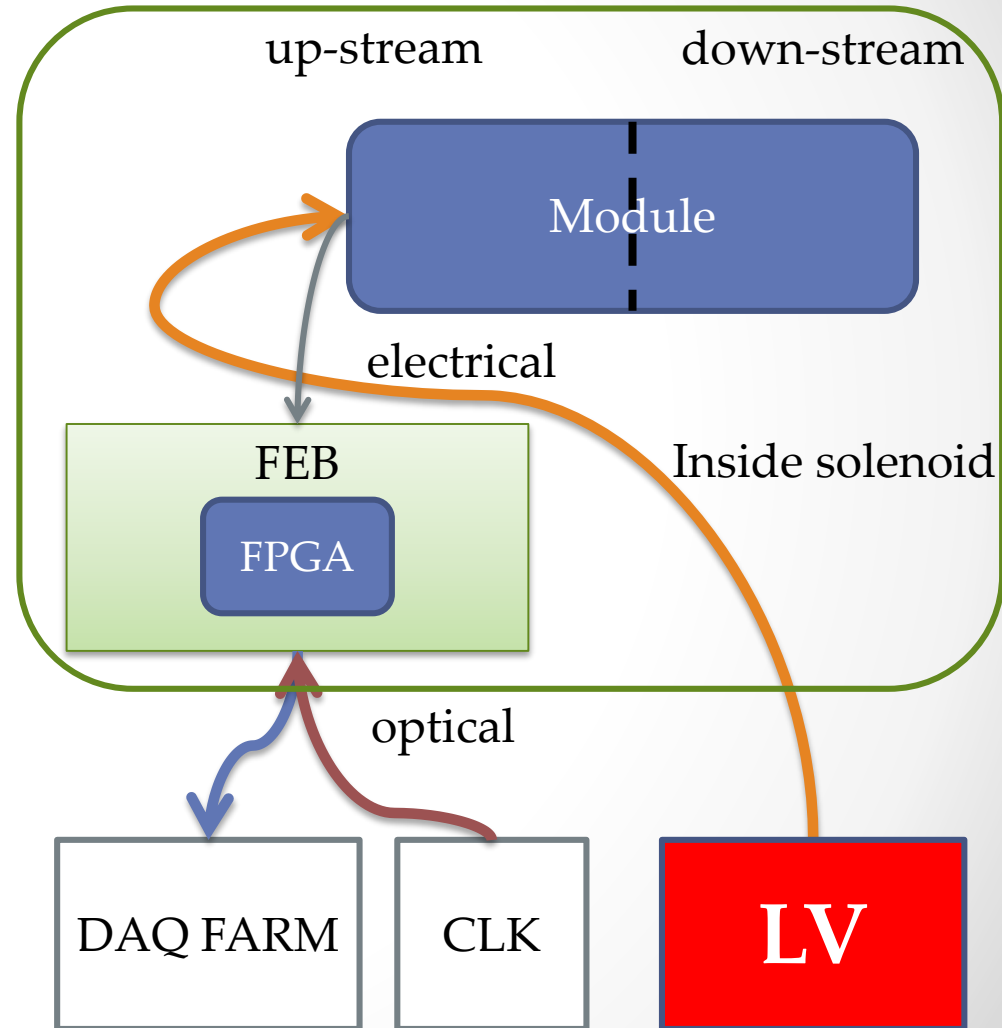 up-stream
down-stream
Module
electrical
Inside solenoid
FEB
FPGA
optical
DAQ FARM
CLK
LV